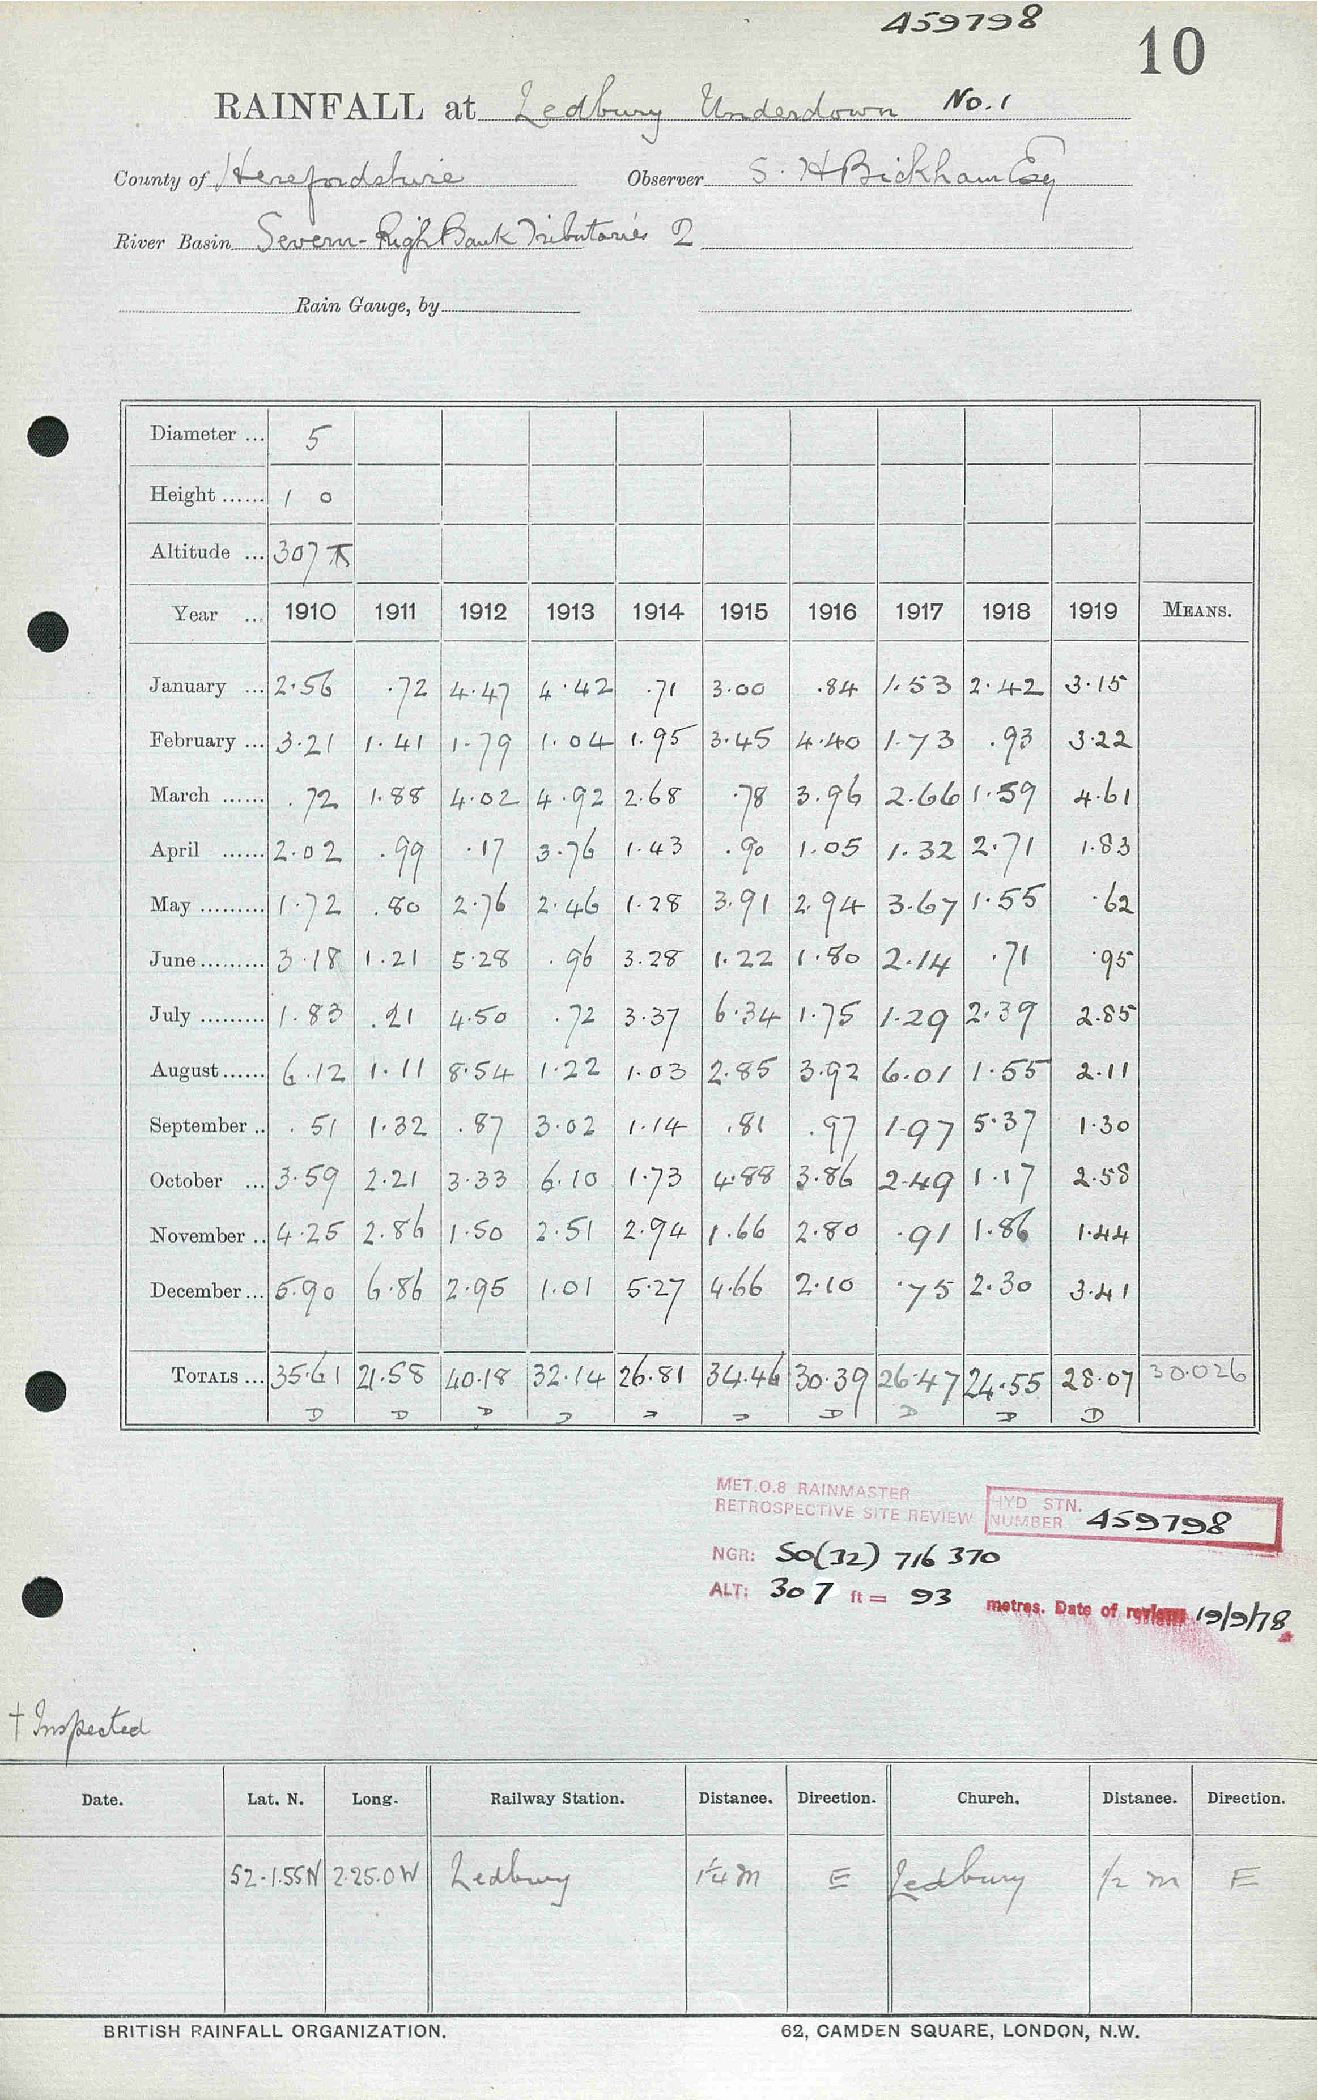 459798
10
RAINFALL at Ledbury Underdown No. 1
County of Herefordshire Observer S. H Bickham Esq
River Basin Severn - Righ Bank Tributaries 2
Rain Gauge, by
Diameter ... 5
Height ...... 1 0
Altitude ... 307
Year ... 1910 1911 1912 1913 1914 1915 1916 1917 1918 1919 MEANS.
January ... 2.56 .72 4.47 4.42 .71 3.00 .84 1.53 2.42 3.15
February ... 3.21 1.41 1.79 1.04 1.95 3.45 4.40 1.73 .93 3.22
March ...... .72 1.88 4.02 4.92 2.68 .78 3.96 2.66 1.59 4.61
April ...... 2.02 .99 .17 3.76 1.43 .90 1.05 1.32 2.71 1.83
May ......... 1.72 .80 2.76 2.46 1.28 3.91 2.94 3.67 1.55 .62
June ......... 3.18 1.21 5.28 .96 3.28 1.22 1.80 2.14 .71 .95
July ......... 1.83 .21 4.50 .72 3.37 6.34 1.75 1.29 2.39 2.85
August ...... 6.12 1.11 8.54 1.22 1.03 2.85 3.92 6.01 1.55 2.11
September .. .51 1.32 .87 3.02 1.14 .81 .97 1.97 5.37 1.30
October ... 3.59 2.21 3.33 6.10 1.73 4.88 3.86 2.49 1.17 2.58
November .. 4.25 2.86 1.50 2.51 2.94 1.66 2.80 .91 1.86 1.44
December ... 5.90 6.86 2.95 1.01 5.27 4.66 2.10 .75 2.30 3.41
TOTALS ... 35.61 21.58 40.18 32.14 26.81 34.46 30.39 26.47 24.55 28.07 30.026
D D D D D D D D D D
MET.O.8 RAINMASTER
RETROSPECTIVE SITE REVIEW
HYD STN. NUMBER 459798
NGR: SO(32) 716 370
ALT: 307 ft = 93 metres. Date of review 19/9/78
† Inspected
Date. Lat. N. Long. Railway Station. Distance. Direction. Church. Distance. Direction.
52.1.55N 2.25.0W Ledbury 1¼ m E Ledbury 1/2 m E
BRITISH RAINFALL ORGANIZATION. 62, CAMDEN SQUARE, LONDON, N.W.